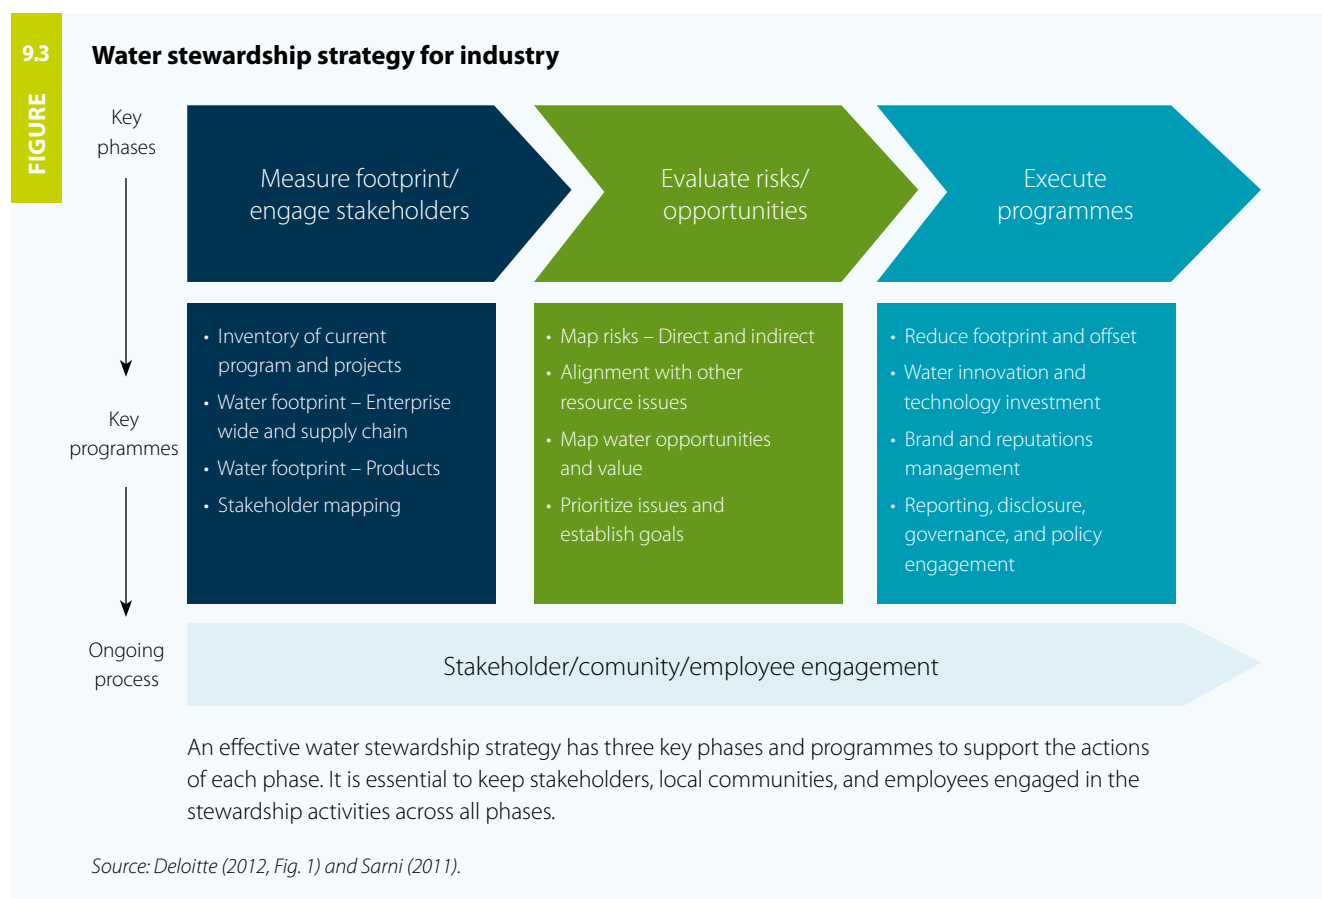 9.3
FIGURE
Water stewardship strategy for industry
Key
phases
Measure footprint/
engage stakeholders
Evaluate risks/
opportunities
Execute
programmes
Key
programmes
• Inventory of current
program and projects
• Water footprint – Enterprise
wide and supply chain
• Water footprint – Products
• Stakeholder mapping
• Map risks – Direct and indirect
• Alignment with other
resource issues
• Map water opportunities
and value
• Prioritize issues and
establish goals
• Reduce footprint and offset
• Water innovation and
technology investment
• Brand and reputations
management
• Reporting, disclosure,
governance, and policy
engagement
Ongoing
process
Stakeholder/comunity/employee engagement
An effective water stewardship strategy has three key phases and programmes to support the actions
of each phase. It is essential to keep stakeholders, local communities, and employees engaged in the
stewardship activities across all phases.
Source: Deloitte (2012, Fig. 1) and Sarni (2011).